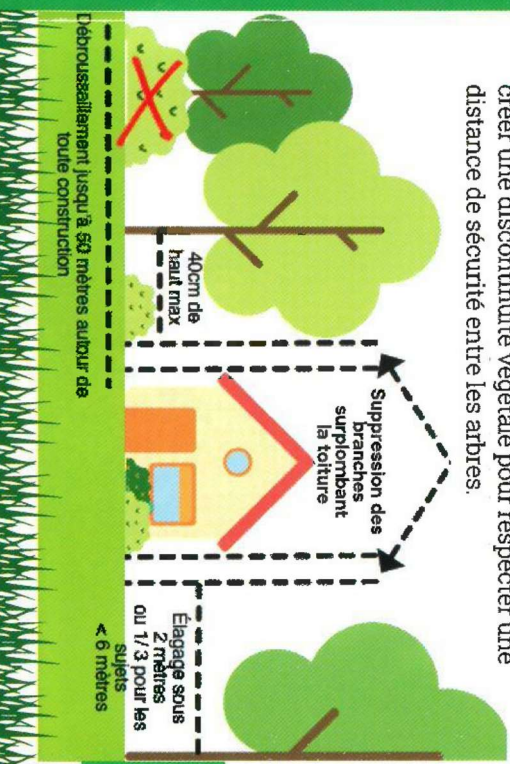 créer une discontinuité végétale pour respecter une
distance de sécurité entre les arbres.
Suppression des
branches
surplombant
la toiture
40cm de
haut max
Élagage sous
2 mètres
ou 1/3 pour les
sujets
< 6 mètres
Débroussaillement jusqu'à 50 mètres autour de
toute construction